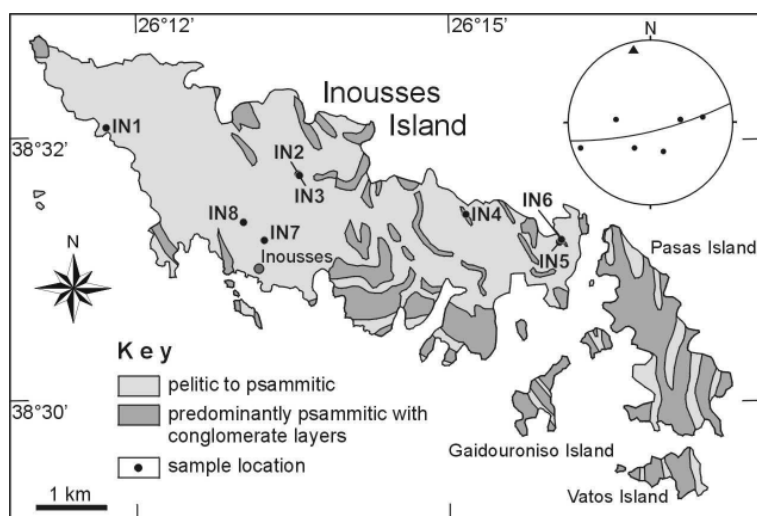 26°12'
26°15'
N
Inousses
Island
IN1
38°32'
IN2
IN3
IN8
IN7
Inousses
IN4
IN6
IN5
Pasas Island
N
Key
pelitic to psammitic
predominantly psammitic with
conglomerate layers
sample location
38°30'
Gaidouroniso Island
Vatos Island
1 km